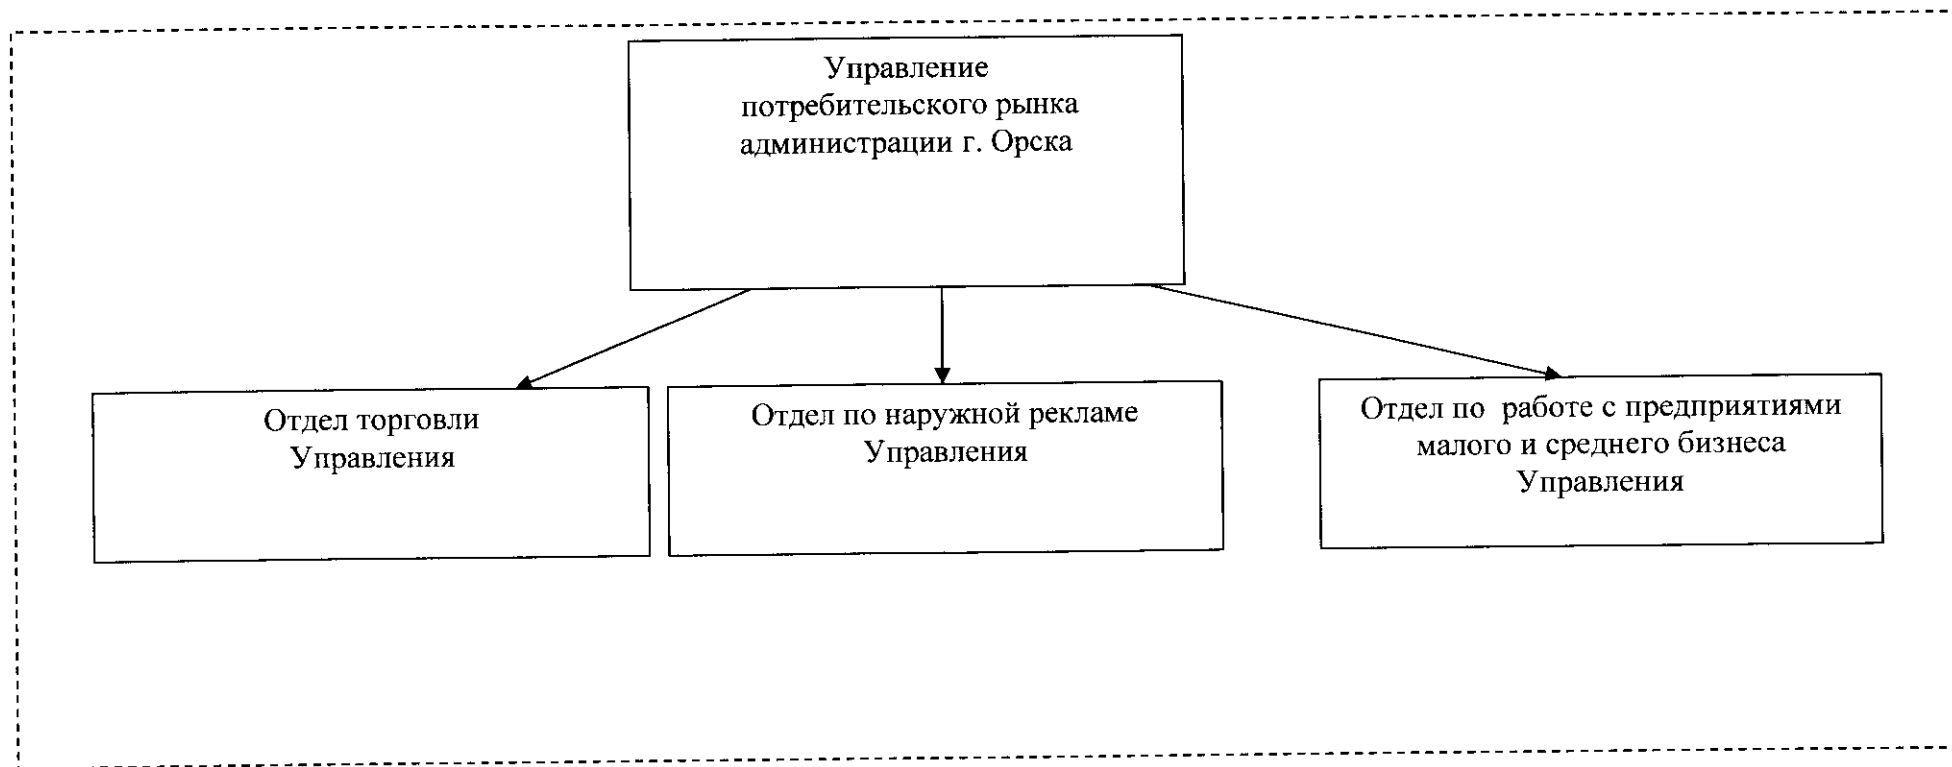 Управление
потребительского рынка
администрации г. Орска
Отдел торговли
Управления
Отдел по наружной рекламе
Управления
Отдел по работе с предприятиями
малого и среднего бизнеса
Управления